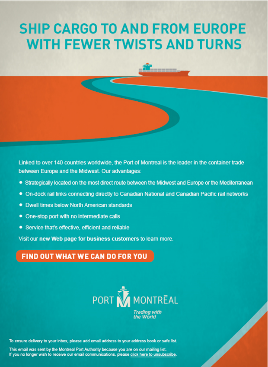 SHIP CARGO TO AND FROM EUROPE
WITH FEWER TWISTS AND TURNS
Linked to over 140 countries worldwide, the Port of Montreal is the leader in the container trade
between Europe and the Midwest. Our advantages:
• Strategically located on the most direct route between the Midwest and Europe or the Mediterranean
• On-dock rail links connecting directly to Canadian National and Canadian Pacific rail networks
• Dwell times below North American standards
• One-stop port with no intermediate calls
• Service that's effective, efficient and reliable
Visit our new Web page for business customers to learn more.
FIND OUT WHAT WE CAN DO FOR YOU
PORT MONTRÉAL
Trading with
the World
To ensure delivery to your inbox, please add email address to your address book or safe list.
This email was sent by the Montreal Port Authority because you are on our mailing list.
If you no longer wish to receive our email communications, please click here to unsubscribe.